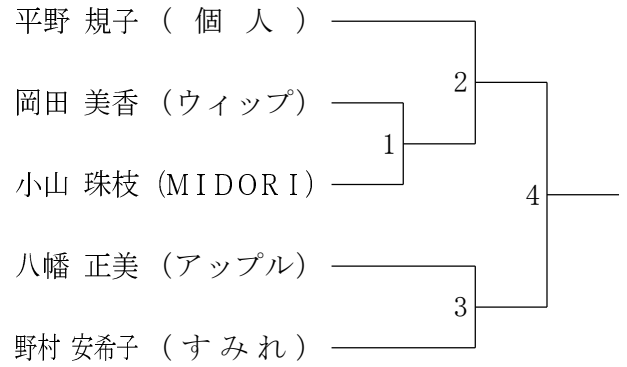 平野 規子 ( 個 人 )
2
岡田 美香 (ウィップ)
1
小山 珠枝 (MIDORI)
4
八幡 正美 (アップル)
3
野村 安希子 (すみれ)